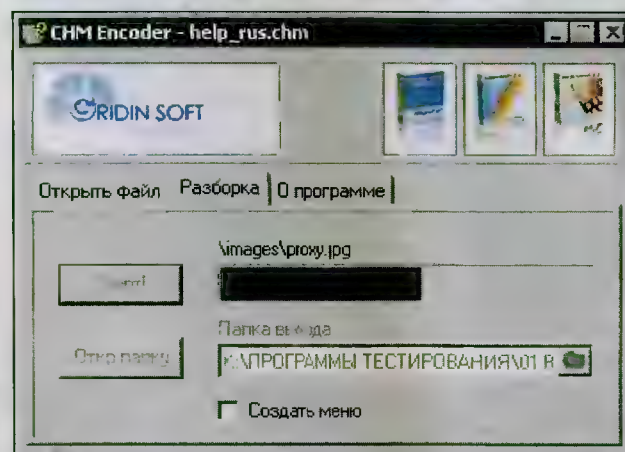 CHM Encoder - help_rus.chm
GRIDIN SOFT
Открыть файл Разборка О программе
\images\proxy.jpg
Папка вывода
Откр папку
К:\ПРОГРАММЫ ТЕСТИРОВАНИЯ\01 В
Создать меню